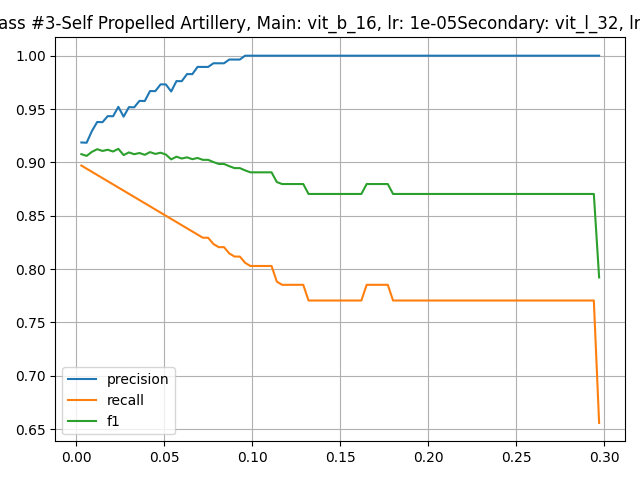 ass #3-Self Propelled Artillery, Main: vit_b_16, lr: 1e-05Secondary: vit_l_32, lr
1.00
0.95
0.90
0.85
0.80
0.75
0.70
0.65
precision
recall
f1
0.00 0.05 0.10 0.15 0.20 0.25 0.30